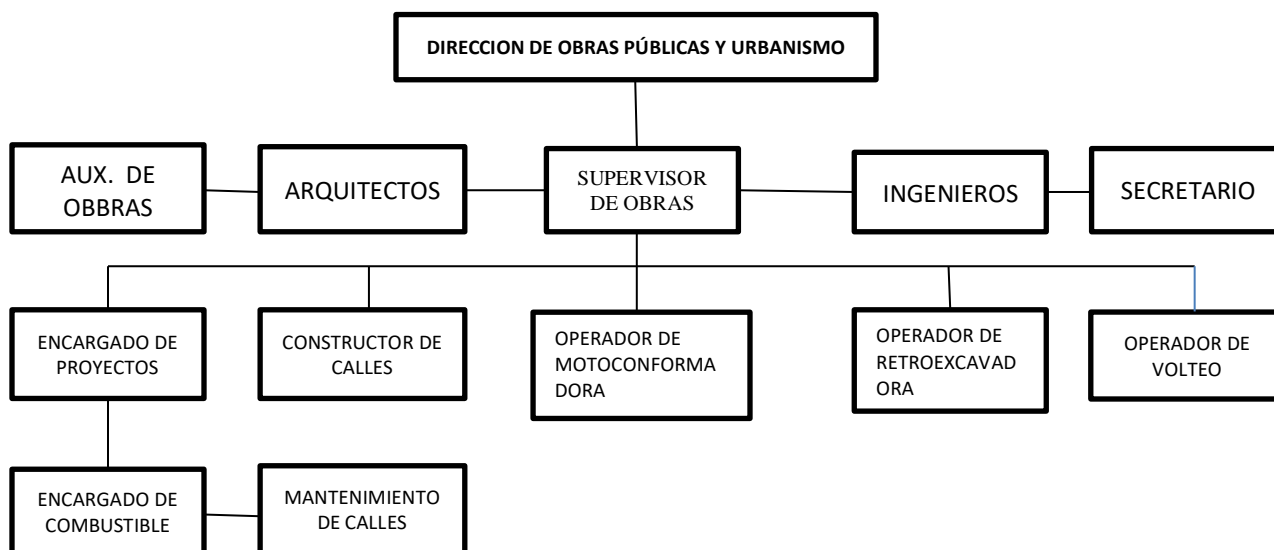 DIRECCION DE OBRAS PÚBLICAS Y URBANISMO
AUX. DE
OBBRAS
ARQUITECTOS
SUPERVISOR
DE OBRAS
INGENIEROS
SECRETARIO
ENCARGADO DE
PROYECTOS
CONSTRUCTOR DE
CALLES
OPERADOR DE
MOTOCONFORMA
DORA
OPERADOR DE
RETROEXCAVAD
ORA
OPERADOR DE
VOLTEO
ENCARGADO DE
COMBUSTIBLE
MANTENIMIENTO
DE CALLES